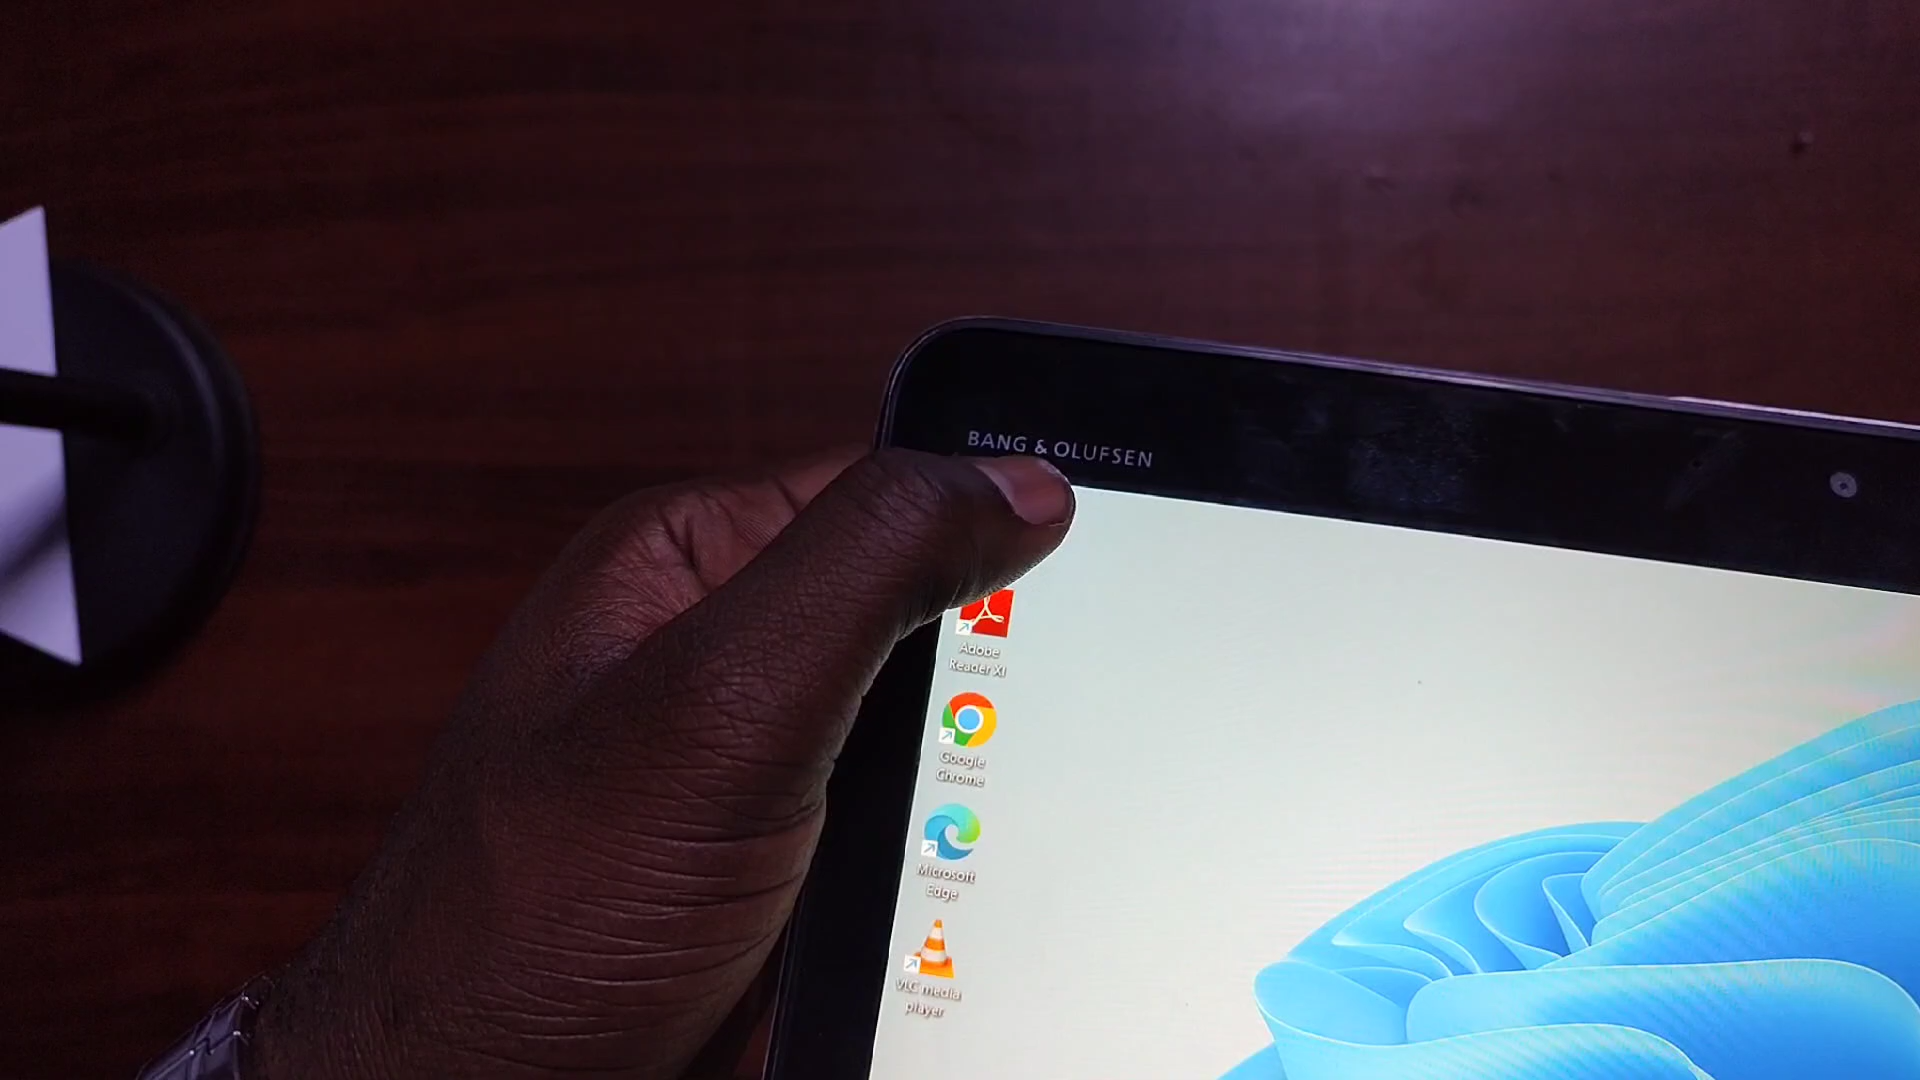 BANG & OLUFSEN
Adobe
Reader XI
Google
Chrome
Microsoft
Edge
VLC media
player